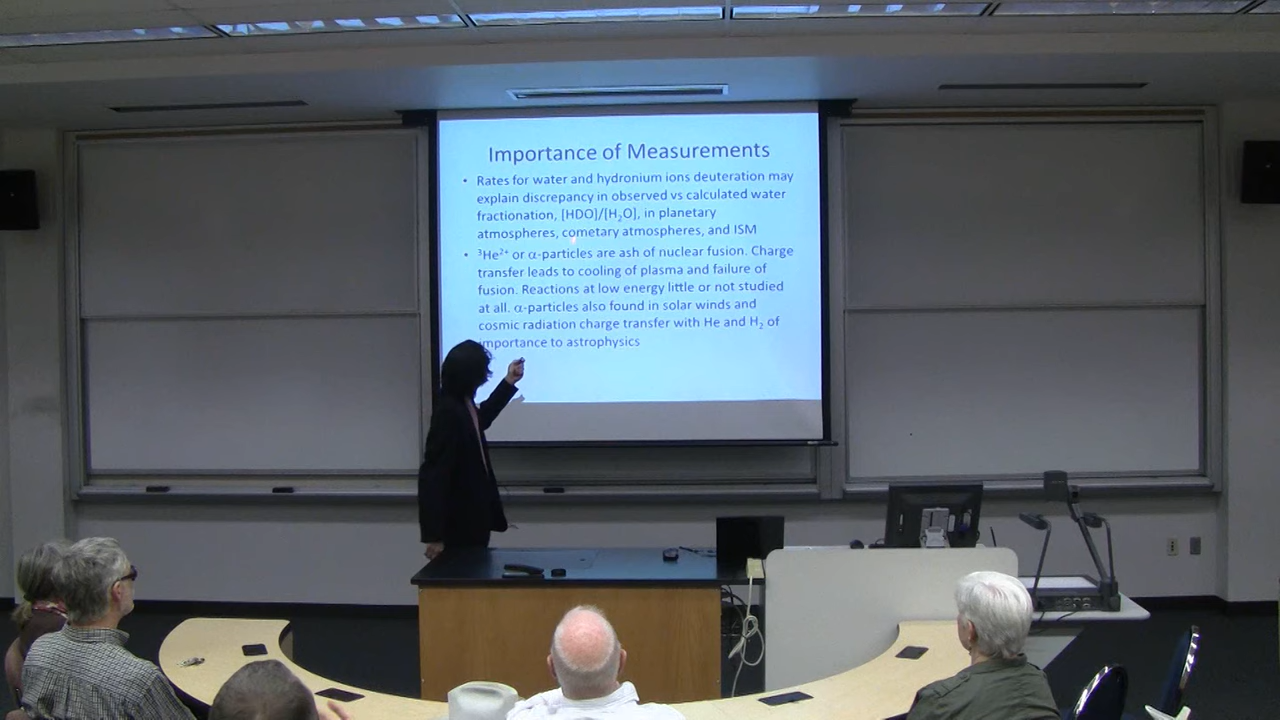 Importance of Measurements
• Rates for water and hydronium ions deuteration may
explain discrepancy in observed vs calculated water
fractionation, [HDO]/[H₂O], in planetary
atmospheres, cometary atmospheres, and ISM
• ³He²⁺ or α-particles are ash of nuclear fusion. Charge
transfer leads to cooling of plasma and failure of
fusion. Reactions at low energy little or not studied
at all. α-particles also found in solar winds and
cosmic radiation charge transfer with He and H₂ of
importance to astrophysics